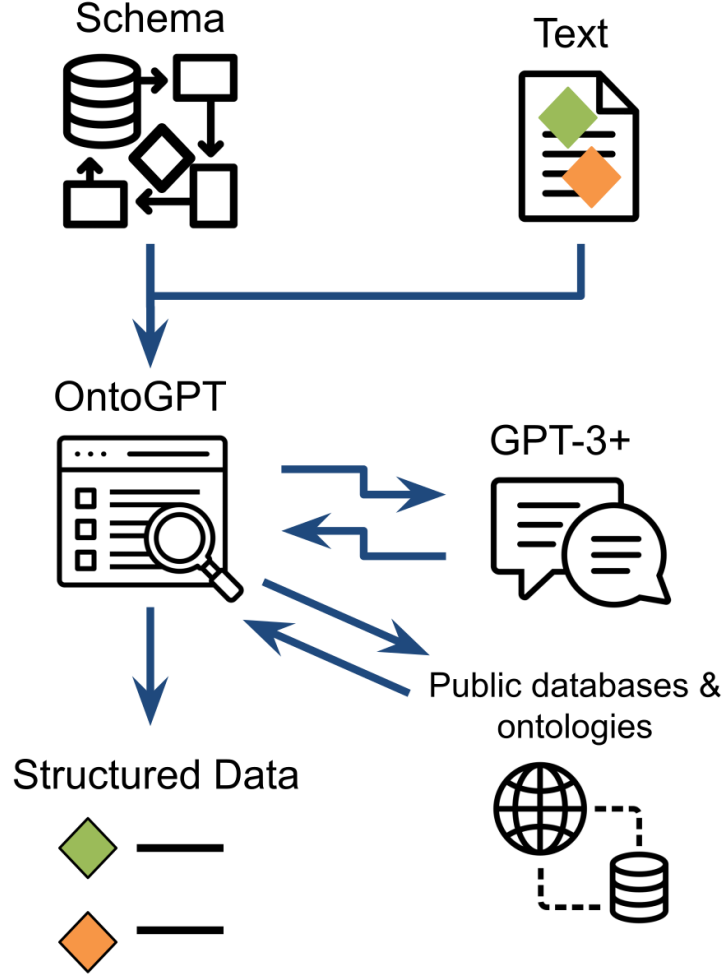 Schema
Text
OntoGPT
GPT-3+
Public databases &
ontologies
Structured Data